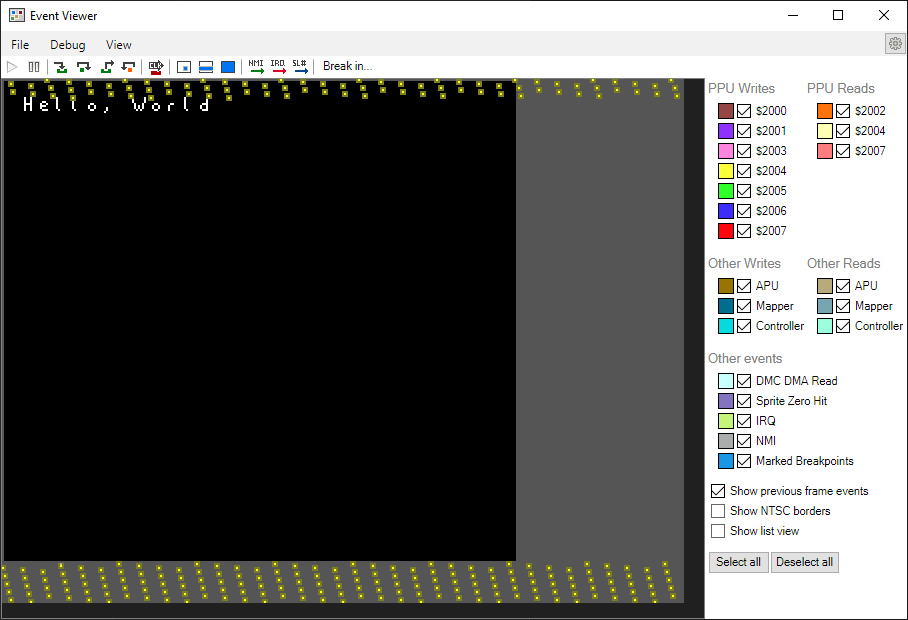 Event Viewer
File Debug View
NMI IRQ SL# Break in...
Hello, World
PPU Writes PPU Reads
$2000 $2002
$2001 $2004
$2003 $2007
$2004
$2005
$2006
$2007
Other Writes Other Reads
APU APU
Mapper Mapper
Controller Controller
Other events
DMC DMA Read
Sprite Zero Hit
IRQ
NMI
Marked Breakpoints
Show previous frame events
Show NTSC borders
Show list view
Select all Deselect all